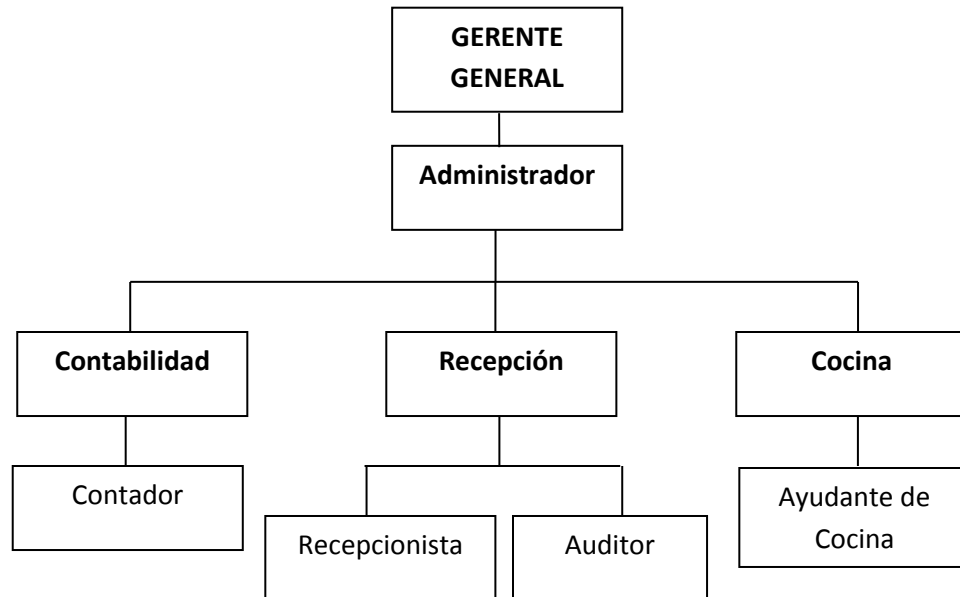 GERENTE
GENERAL
Administrador
Contabilidad
Recepción
Cocina
Contador
Recepcionista
Auditor
Ayudante de
Cocina